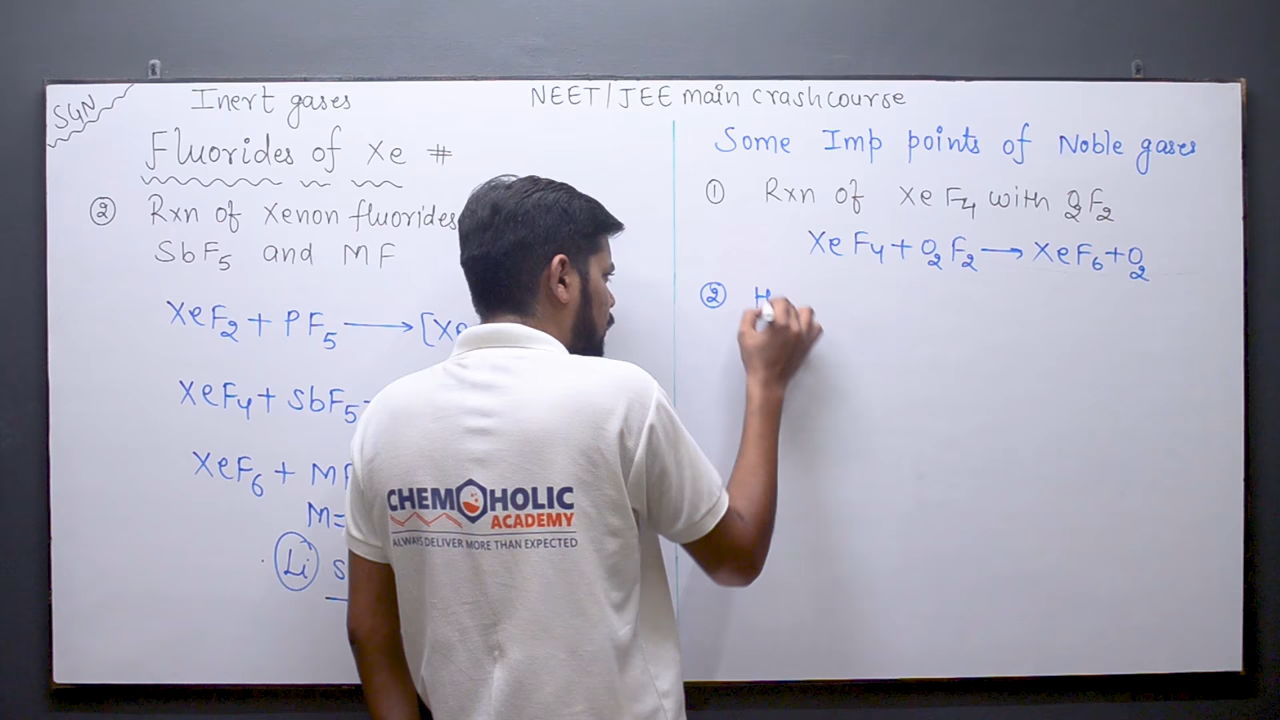 SGN
Inert gases
NEET/JEE main crash course
Fluorides of Xe #
② Rxn of Xenon fluorides
SbF₅ and MF
XeF₂ + PF₅ ⟶ [Xe
XeF₄ + SbF₅
XeF₆ + MF
M=
Li
Some Imp points of Noble gases
① Rxn of XeF₄ with O₂F₂
XeF₄ + O₂F₂ ⟶ XeF₆ + O₂
② H
CHEMOHOLIC
ACADEMY
ALWAYS DELIVER MORE THAN EXPECTED